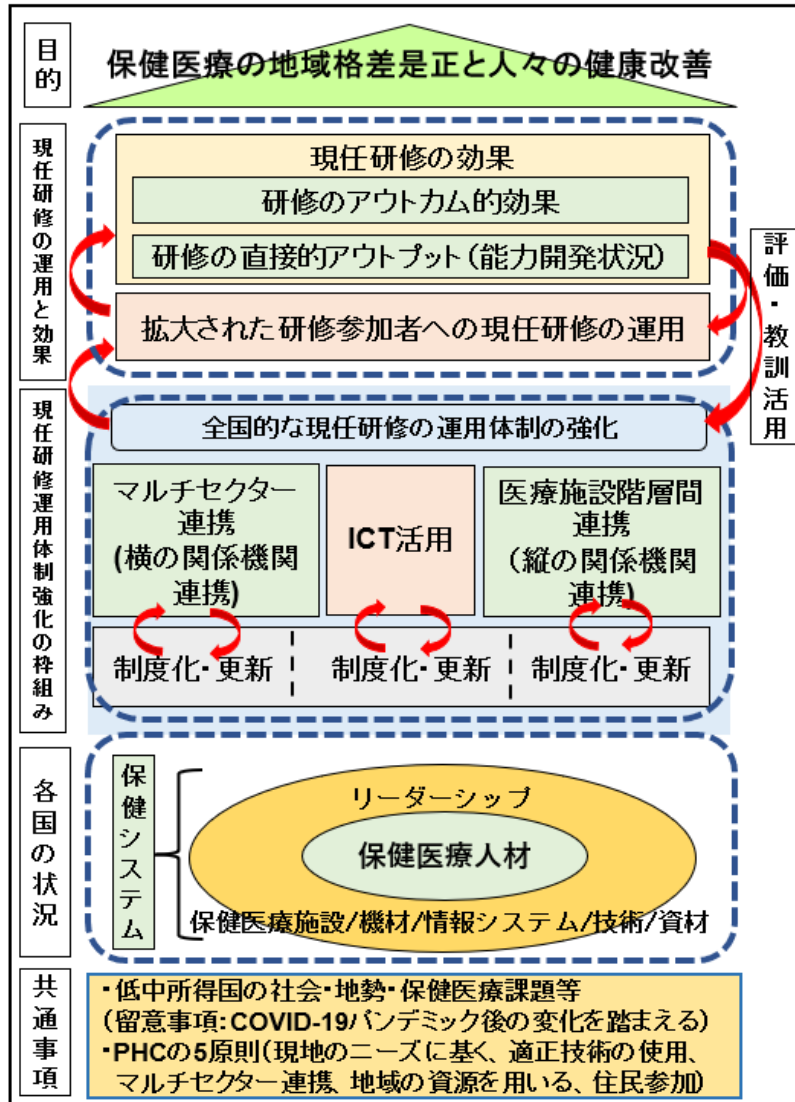 目的
保健医療の地域格差是正と人々の健康改善
現任研修の運用と効果
現任研修の効果
研修のアウトカム的効果
研修の直接的アウトプット（能力開発状況）
拡大された研修参加者への現任研修の運用
評価・教訓活用
現任研修運用体制強化の枠組み
全国的な現任研修の運用体制の強化
マルチセクター
連携
(横の関係機関
連携)
ICT活用
医療施設階層間
連携
（縦の関係機関
連携）
制度化・更新
制度化・更新
制度化・更新
各国の状況
保健システム
リーダーシップ
保健医療人材
保健医療施設/機材/情報システム/技術/資材
共通事項
・低中所得国の社会・地勢・保健医療課題等
（留意事項：COVID-19パンデミック後の変化を踏まえる）
・PHCの5原則（現地のニーズに基く、適正技術の使用、
マルチセクター連携、地域の資源を用いる、住民参加）